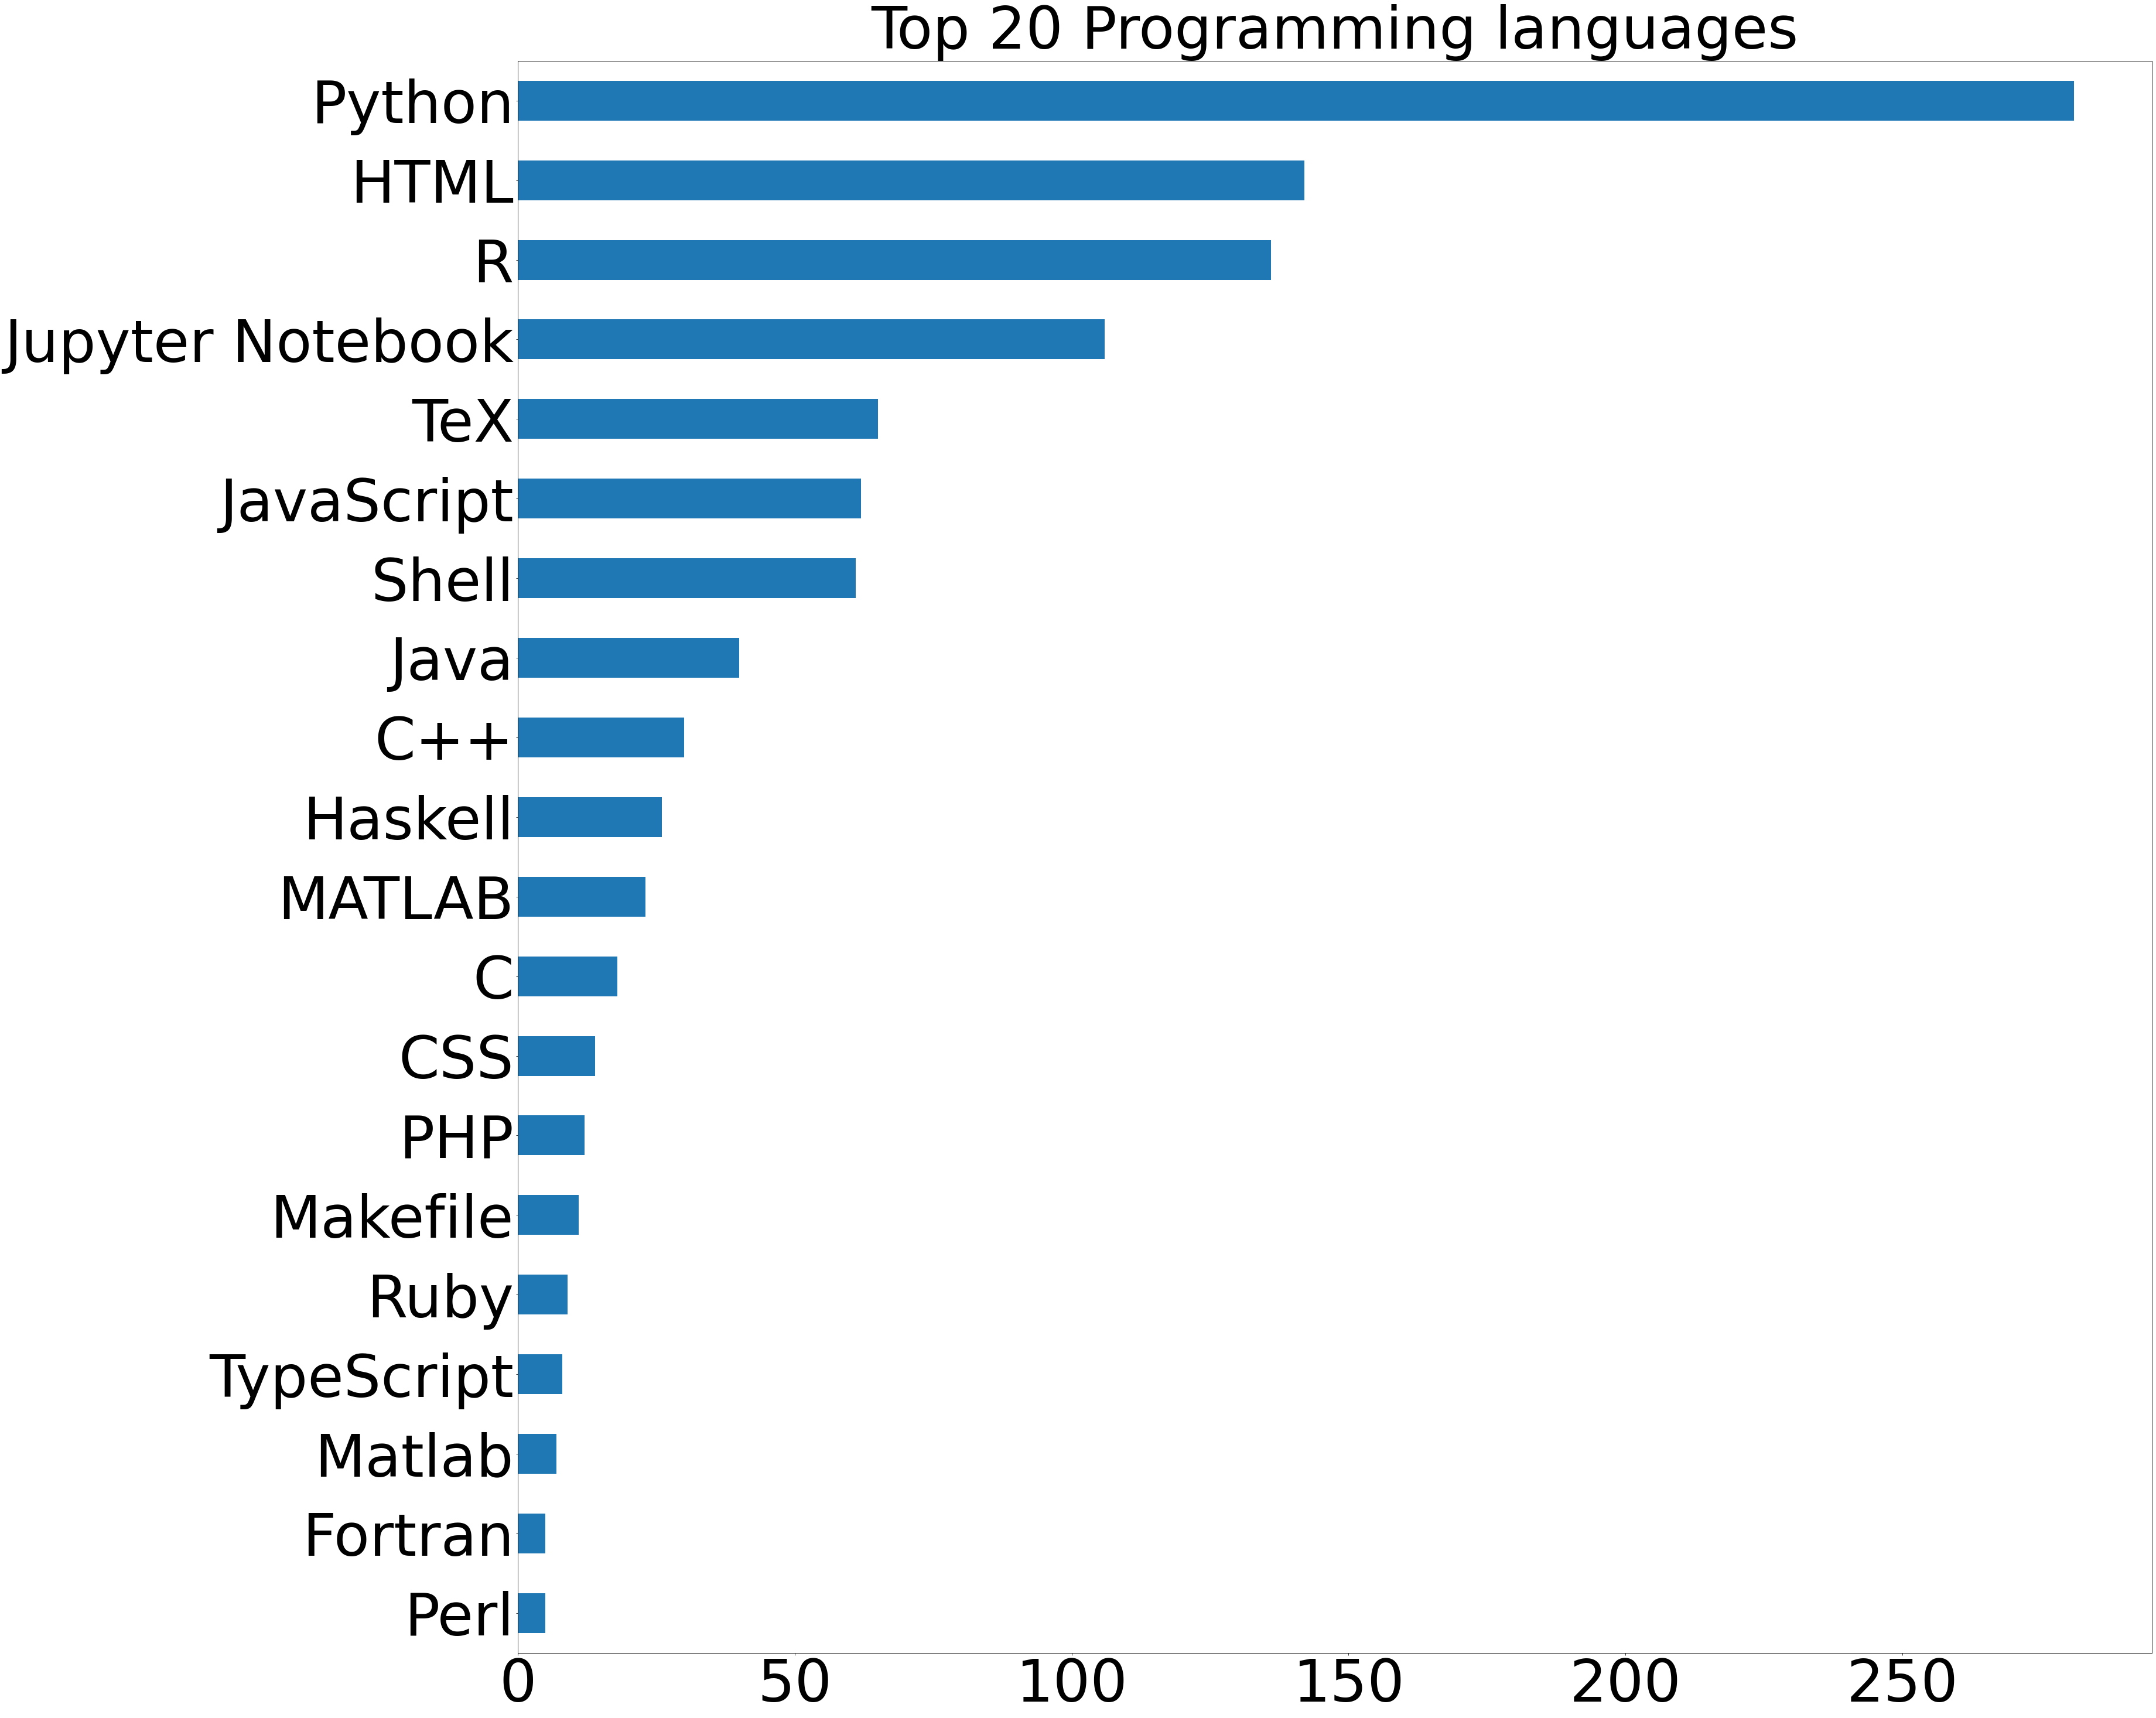 Top 20 Programming languages
Python
HTML
R
Jupyter Notebook
TeX
JavaScript
Shell
Java
C++
Haskell
MATLAB
C
CSS
PHP
Makefile
Ruby
TypeScript
Matlab
Fortran
Perl
0 50 100 150 200 250